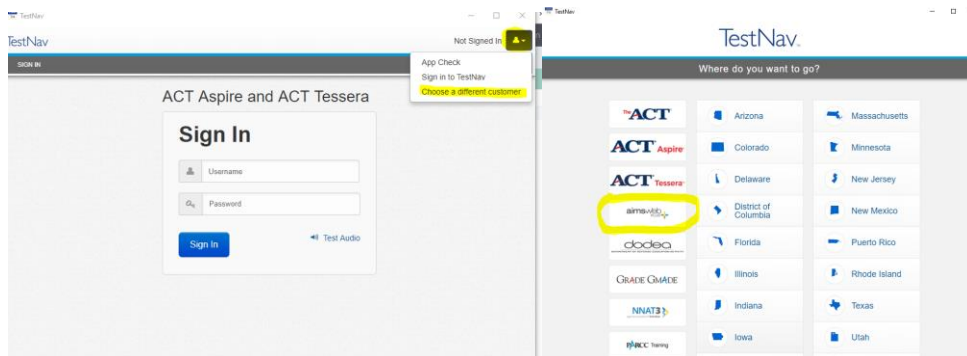 TestNav
TestNav
Not Signed In
SIGN IN
App Check
Sign in to TestNav
Choose a different customer
ACT Aspire and ACT Tessera
Sign In
Username
Password
Sign In
Test Audio
TestNav
TestNav
Where do you want to go?
The ACT
Arizona
Massachusetts
ACT Aspire
Colorado
Minnesota
ACT Tessera
Delaware
New Jersey
aimsweb
District of
Columbia
New Mexico
dodea
Florida
Puerto Rico
GRADE GMADE
Illinois
Rhode Island
NNAT3
Indiana
Texas
PARCC Training
Iowa
Utah